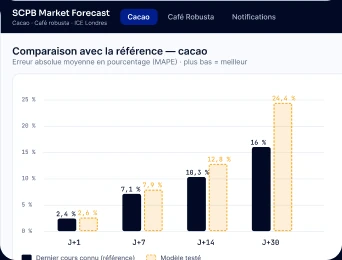 SCPB Market Forecast
Cacao · Café robusta · ICE Londres
Cacao
Café Robusta
Notifications
Comparaison avec la référence — cacao
Erreur absolue moyenne en pourcentage (MAPE) · plus bas = meilleur
25 %
20 %
15 %
10 %
5 %
0 %
2,4 %
2,6 %
7,1 %
7,9 %
10,3 %
12,8 %
16 %
24,4 %
J+1
J+7
J+14
J+30
Dernier cours connu (référence)
Modèle testé